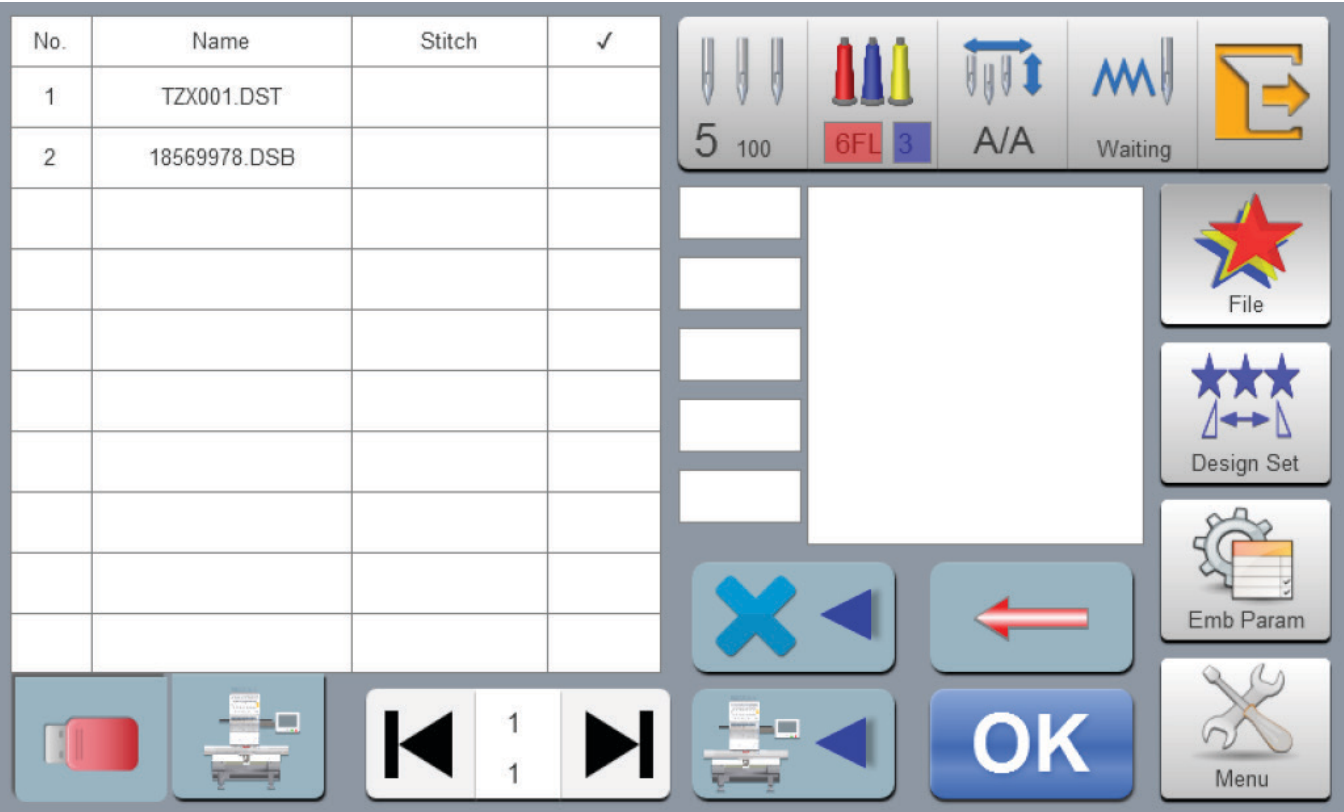 No. Name Stitch ✓
1 TZX001.DST
2 18569978.DSB
5 100 6FL 3 A/A Waiting
File
Design Set
Emb Param
1
1
OK
Menu